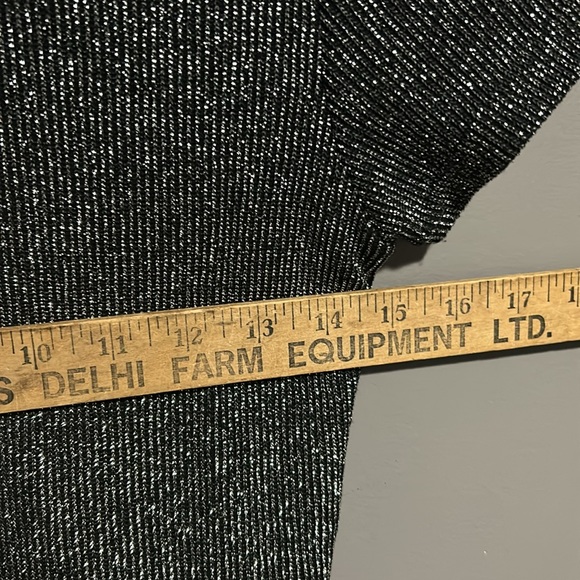 10 11 12 13 14 15 16 17
S DELHI FARM EQUIPMENT LTD.